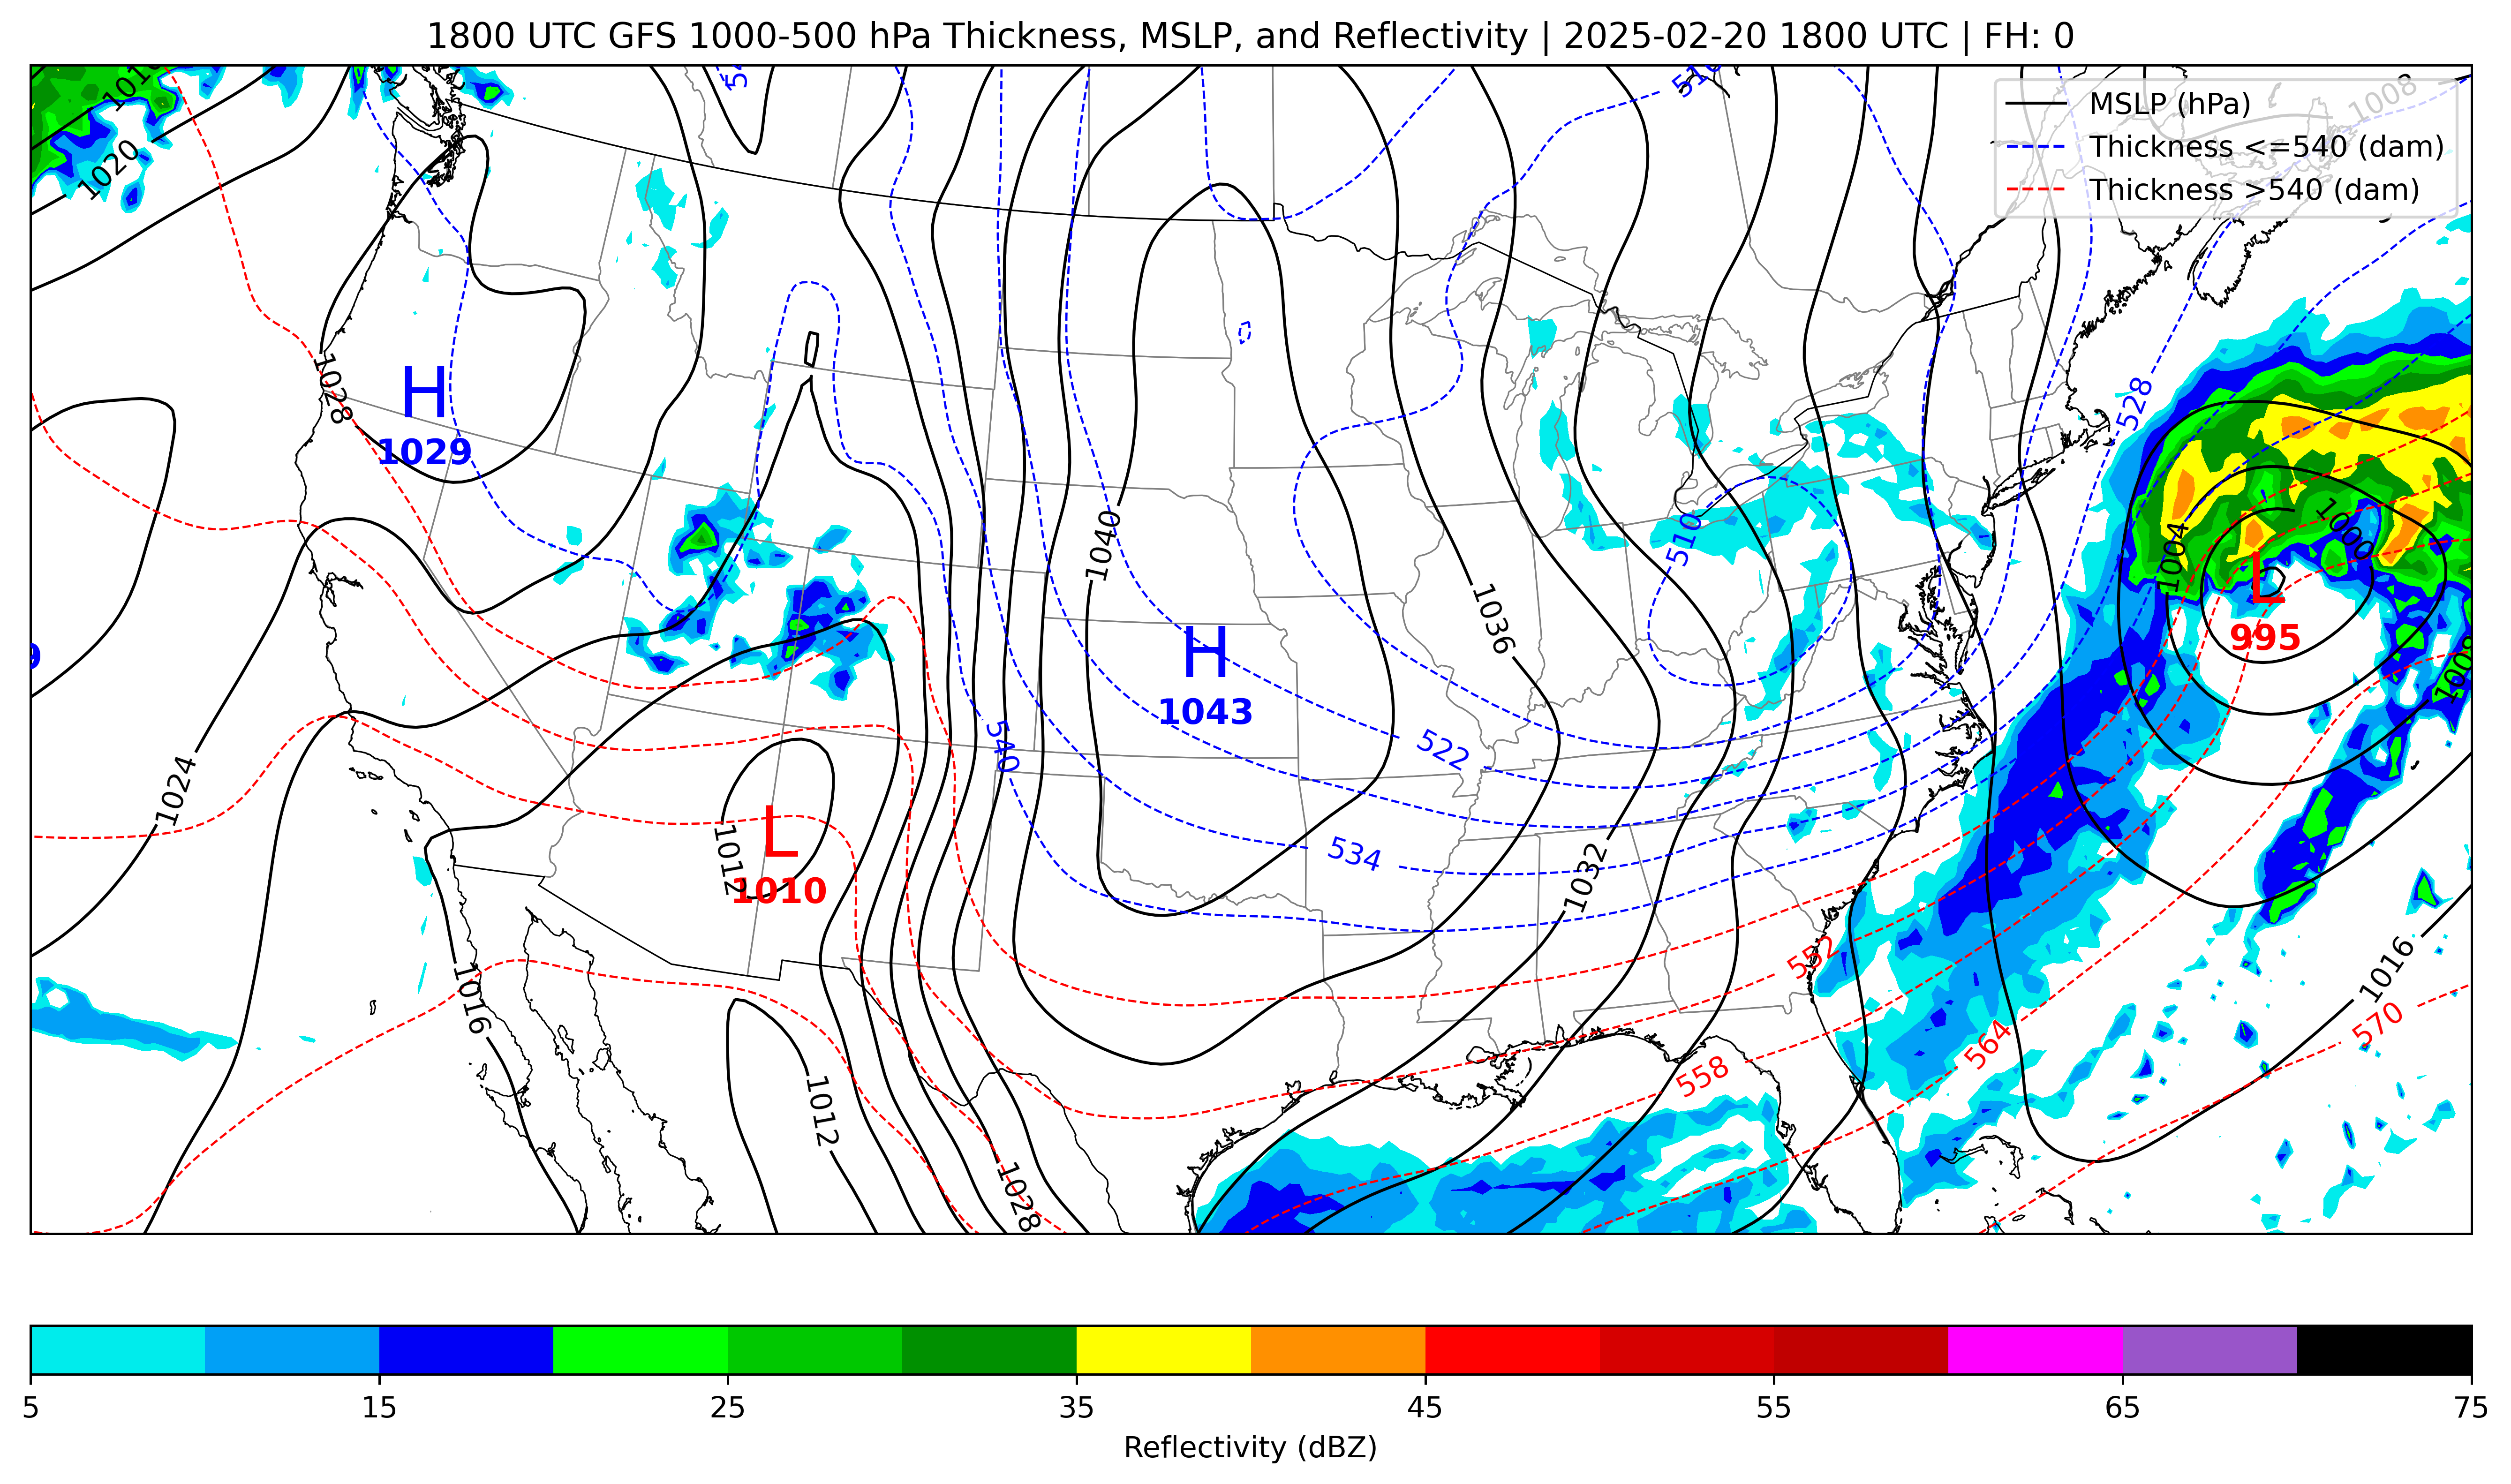 1800 UTC GFS 1000-500 hPa Thickness, MSLP, and Reflectivity | 2025-02-20 1800 UTC | FH: 0
MSLP (hPa)
Thickness <=540 (dam)
Thickness >540 (dam)
1020
1008
516
528
1028
H
1029
510
1040
1004
1000
L
995
1036
H
1043
1008
540
522
1024
534
L
1010
1012
1032
552
1016
1016
570
564
558
1012
1028
5 15 25 35 45 55 65 75
Reflectivity (dBZ)